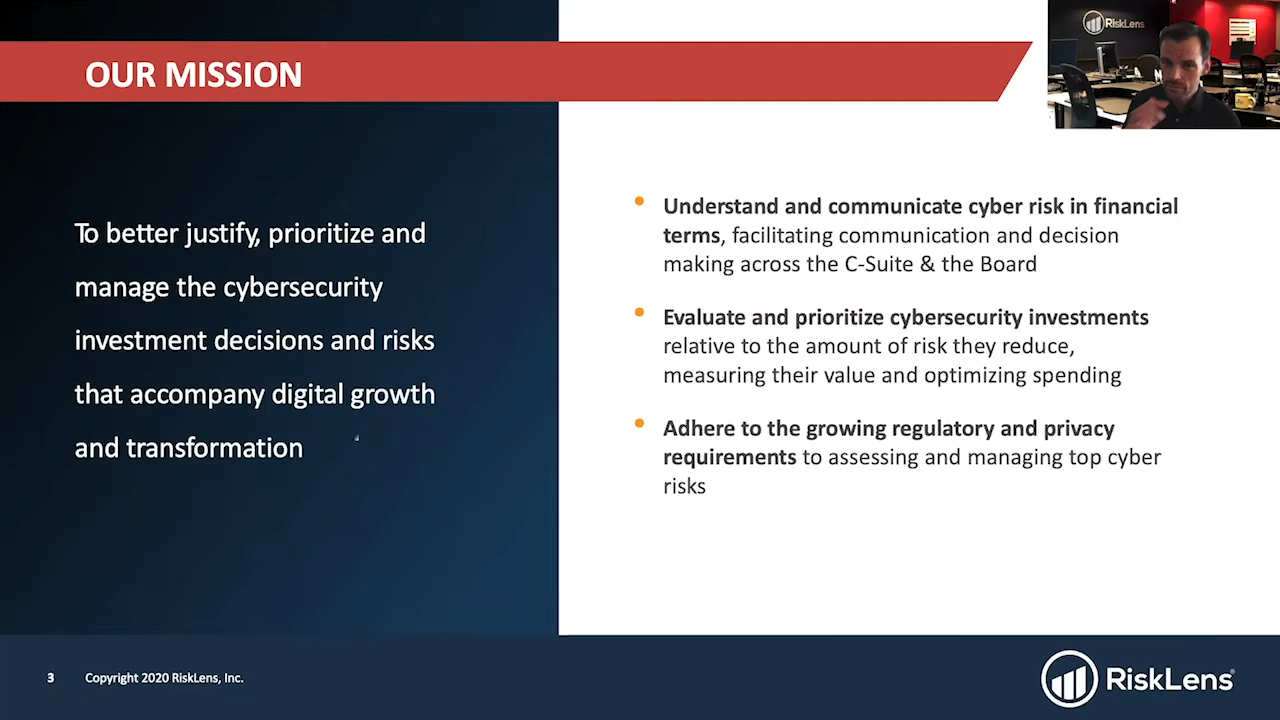 OUR MISSION
RiskLens
To better justify, prioritize and
manage the cybersecurity
investment decisions and risks
that accompany digital growth
and transformation
• Understand and communicate cyber risk in financial
terms, facilitating communication and decision
making across the C-Suite & the Board
• Evaluate and prioritize cybersecurity investments
relative to the amount of risk they reduce,
measuring their value and optimizing spending
• Adhere to the growing regulatory and privacy
requirements to assessing and managing top cyber
risks
3 Copyright 2020 RiskLens, Inc.
RiskLens®